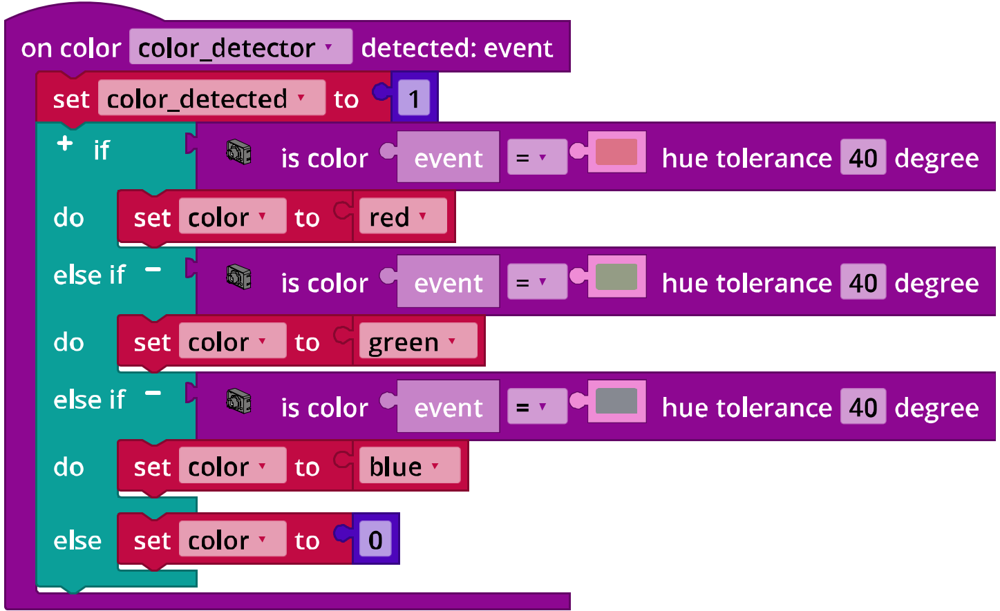 on color color_detector detected: event
set color_detected to 1
+ if is color event = hue tolerance 40 degree
do set color to red
else if - is color event = hue tolerance 40 degree
do set color to green
else if - is color event = hue tolerance 40 degree
do set color to blue
else set color to 0